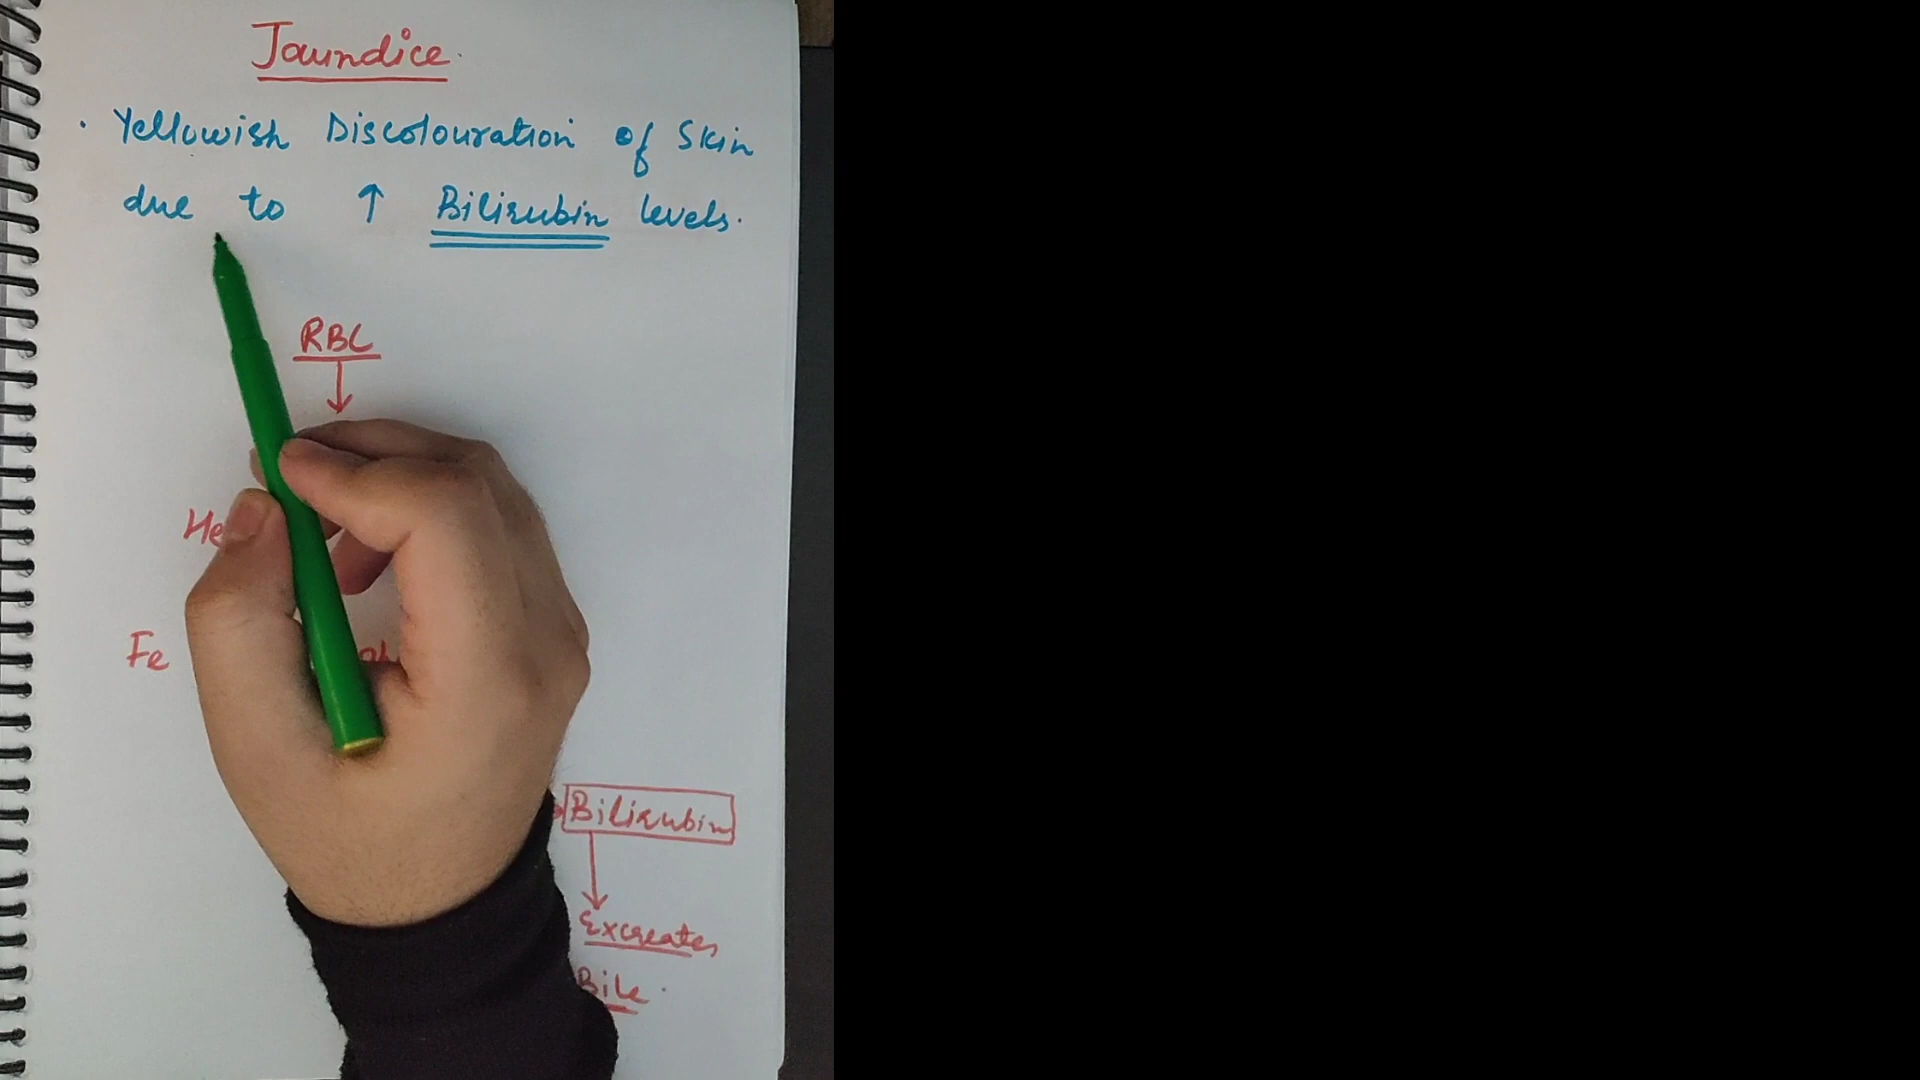 Jaundice.
· Yellowish Discolouration of Skin
due to ↑ Bilirubin levels.
RBC
Fe
Bilirubin
Excreates
Bile.